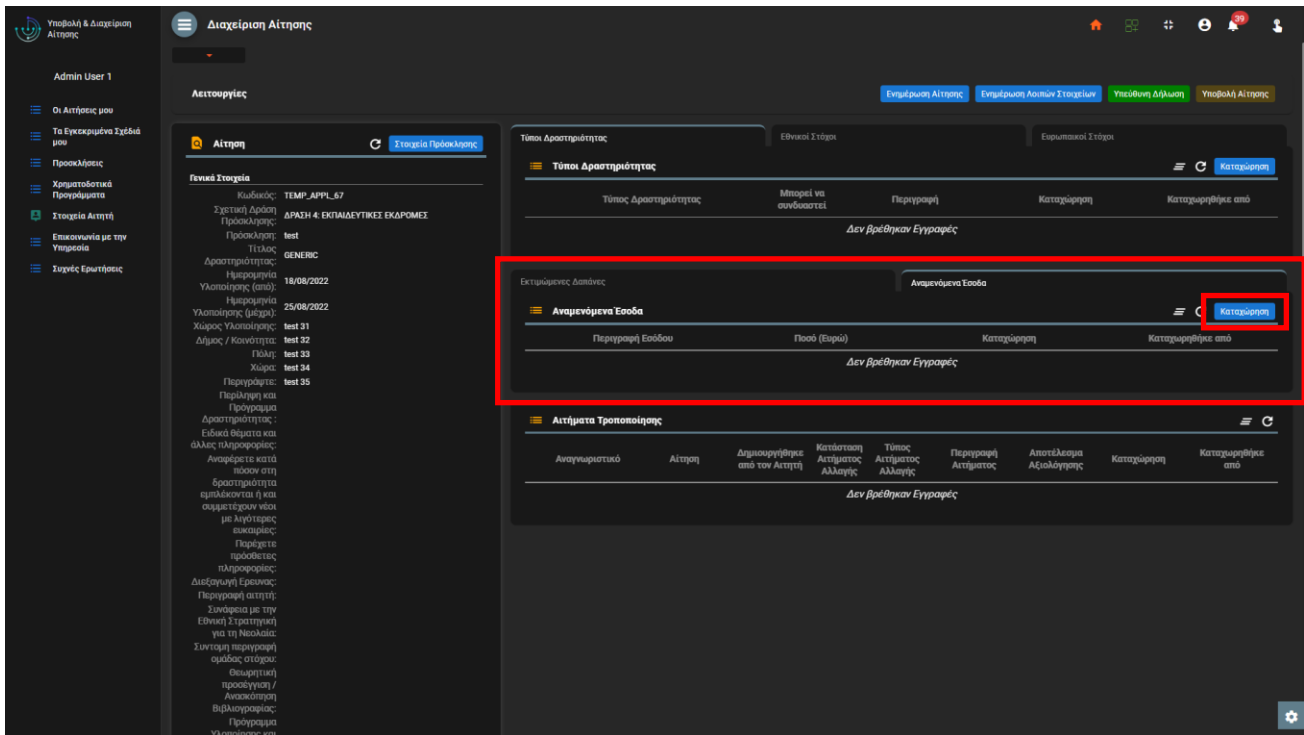 Υποβολή & Διαχείριση
Αίτησης
Διαχείριση Αίτησης
39
Admin User 1
Οι Αιτήσεις μου
Τα Εγκεκριμένα Σχέδιά
μου
Προσκλήσεις
Χρηματοδοτικά
Προγράμματα
Στοιχεία Αιτητή
Επικοινωνία με την
Υπηρεσία
Συχνές Ερωτήσεις
Λειτουργίες
Ενημέρωση Αίτησης
Ενημέρωση Λοιπών Στοιχείων
Υπεύθυνη Δήλωση
Υποβολή Αίτησης
Αίτηση
Στοιχεία Πρόσκλησης
Γενικά Στοιχεία
Κωδικός: TEMP_APPL_67
Σχετική Δράση
Πρόσκλησης: ΔΡΑΣΗ 4: ΕΚΠΑΙΔΕΥΤΙΚΕΣ ΕΚΔΡΟΜΕΣ
Πρόσκληση: test
Τίτλος
Δραστηριότητας: GENERIC
Ημερομηνία
Υλοποίησης (από): 18/08/2022
Ημερομηνία
Υλοποίησης (μέχρι): 25/08/2022
Χώρος Υλοποίησης: test 31
Δήμος / Κοινότητα: test 32
Πόλη: test 33
Χώρα: test 34
Περιγράψτε: test 35
Περίληψη και
Πρόγραμμα
Δραστηριότητας :
Ειδικά θέματα και
άλλες πληροφορίες:
Αναφέρετε κατά
πόσον στη
δραστηριότητα
εμπλέκονται ή και
συμμετέχουν νέοι
με λιγότερες
ευκαιρίες:
Παρέχετε
πρόσθετες
πληροφορίες:
Διεξαγωγή Ερευνας:
Περιγραφή αιτητή:
Συνάφεια με την
Εθνική Στρατηγική
για τη Νεολαία:
Συντομη περιγραφή
ομάδας στόχου:
Θεωρητική
προσέγγιση /
Ανασκόπηση
Βιβλιογραφίας:
Πρόγραμμα
Υλοποίησης και
Τύποι Δραστηριότητας
Εθνικοί Στόχοι
Ευρωπαικοί Στόχοι
Τύποι Δραστηριότητας
Καταχώρηση
Τύπος Δραστηριότητας
Μπορεί να
συνδυαστεί
Περιγραφή
Καταχώρηση
Καταχωρηθήκε από
Δεν βρέθηκαν Εγγραφές
Εκτιμώμενες Δαπάνες
Αναμενόμενα Έσοδα
Αναμενόμενα Έσοδα
Καταχώρηση
Περιγραφή Εσόδου
Ποσό (Ευρώ)
Καταχώρηση
Καταχωρηθήκε από
Δεν βρέθηκαν Εγγραφές
Αιτήματα Τροποποίησης
Αναγνωριστικό
Αίτηση
Δημιουργήθηκε
από τον Αιτητή
Κατάσταση
Αιτήματος
Αλλαγής
Τύπος
Αιτήματος
Αλλαγής
Περιγραφή
Αιτήματος
Αποτέλεσμα
Αξιολόγησης
Καταχώρηση
Καταχωρηθήκε
από
Δεν βρέθηκαν Εγγραφές